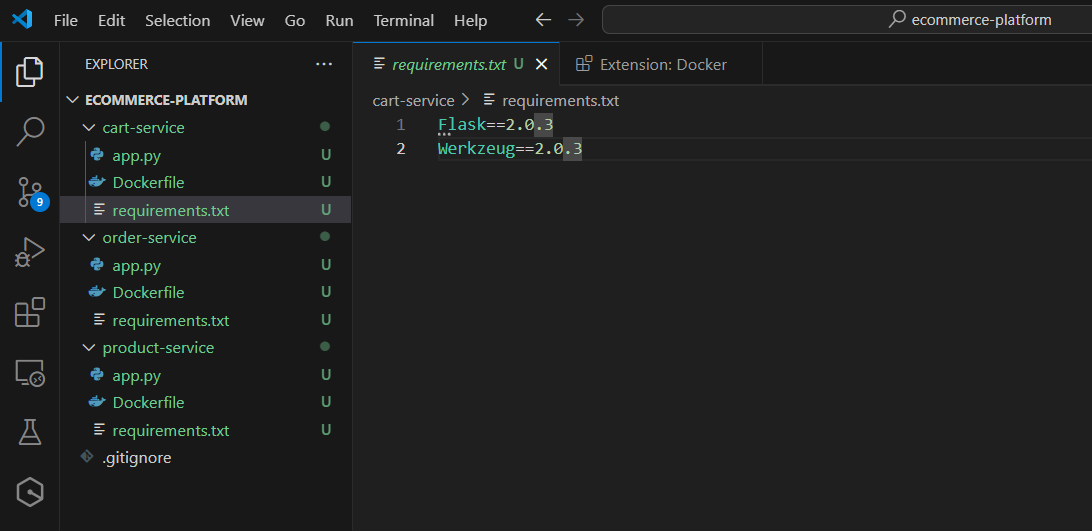 File Edit Selection View Go Run Terminal Help ecommerce-platform
EXPLORER
requirements.txt U Extension: Docker
ECOMMERCE-PLATFORM
cart-service
app.py U
Dockerfile U
requirements.txt U
order-service
app.py U
Dockerfile U
requirements.txt U
product-service
app.py U
Dockerfile U
requirements.txt U
.gitignore
9
cart-service > requirements.txt
1 Flask==2.0.3
2 Werkzeug==2.0.3